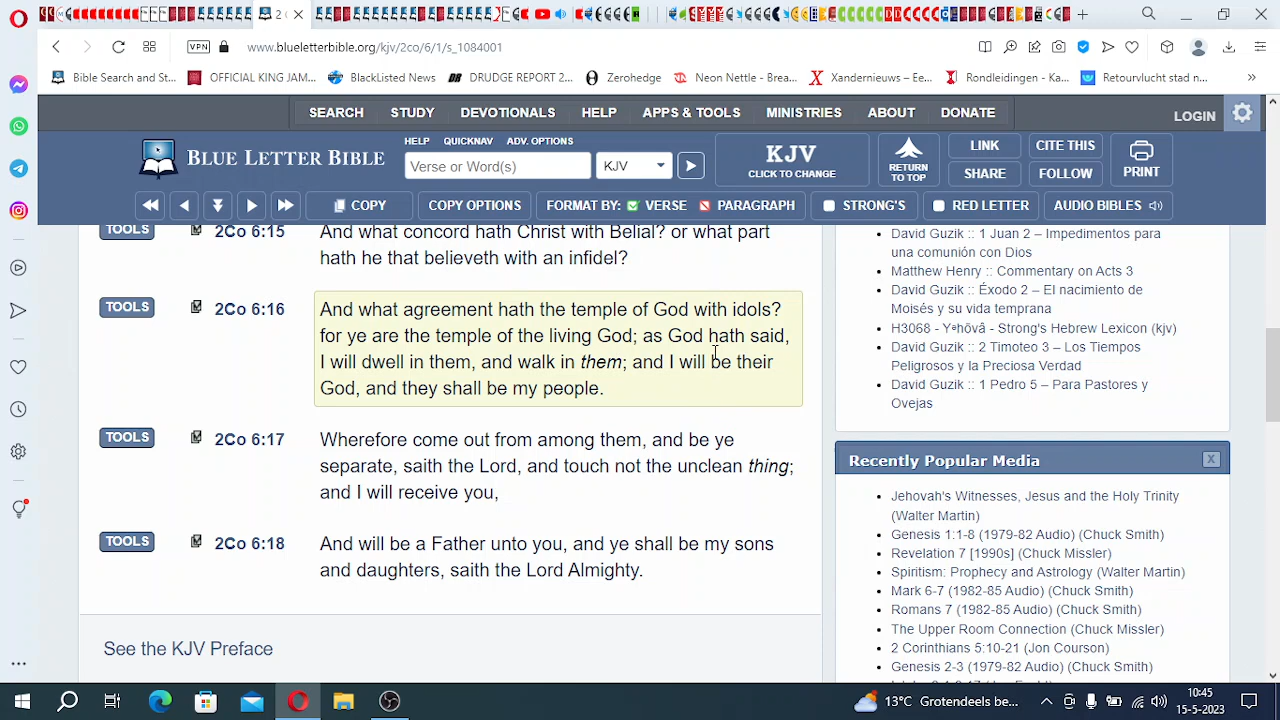 2 (
www.blueletterbible.org/kjv/2co/6/1/s_1084001
VPN
Bible Search and St...
OFFICIAL KING JAM...
BlackListed News
DRUDGE REPORT 2...
Zerohedge
Neon Nettle - Brea...
Xandernieuws – Ee...
Rondleidingen - Ka...
Retourvlucht stad n...
»
SEARCH
STUDY
DEVOTIONALS
HELP
APPS & TOOLS
MINISTRIES
ABOUT
DONATE
LOGIN
BLUE LETTER BIBLE
HELP QUICKNAV ADV. OPTIONS
Verse or Word(s)
KJV
KJV
CLICK TO CHANGE
RETURN
TO TOP
LINK
CITE THIS
SHARE
FOLLOW
PRINT
COPY
COPY OPTIONS
FORMAT BY: VERSE PARAGRAPH
STRONG'S
RED LETTER
AUDIO BIBLES
TOOLS 2Co 6:15 And what concord hath Christ with Belial? or what part
hath he that believeth with an infidel?
TOOLS 2Co 6:16 And what agreement hath the temple of God with idols?
for ye are the temple of the living God; as God hath said,
I will dwell in them, and walk in them; and I will be their
God, and they shall be my people.
TOOLS 2Co 6:17 Wherefore come out from among them, and be ye
separate, saith the Lord, and touch not the unclean thing;
and I will receive you,
TOOLS 2Co 6:18 And will be a Father unto you, and ye shall be my sons
and daughters, saith the Lord Almighty.
See the KJV Preface
David Guzik :: 1 Juan 2 – Impedimentos para
una comunión con Dios
Matthew Henry :: Commentary on Acts 3
David Guzik :: Éxodo 2 – El nacimiento de
Moisés y su vida temprana
H3068 - Yᵊhôvâ - Strong's Hebrew Lexicon (kjv)
David Guzik :: 2 Timoteo 3 – Los Tiempos
Peligrosos y la Preciosa Verdad
David Guzik :: 1 Pedro 5 – Para Pastores y
Ovejas
Recently Popular Media
X
Jehovah's Witnesses, Jesus and the Holy Trinity
(Walter Martin)
Genesis 1:1-8 (1979-82 Audio) (Chuck Smith)
Revelation 7 [1990s] (Chuck Missler)
Spiritism: Prophecy and Astrology (Walter Martin)
Mark 6-7 (1982-85 Audio) (Chuck Smith)
Romans 7 (1982-85 Audio) (Chuck Smith)
The Upper Room Connection (Chuck Missler)
2 Corinthians 5:10-21 (Jon Courson)
Genesis 2-3 (1979-82 Audio) (Chuck Smith)
13°C Grotendeels be...
10:45
15-5-2023